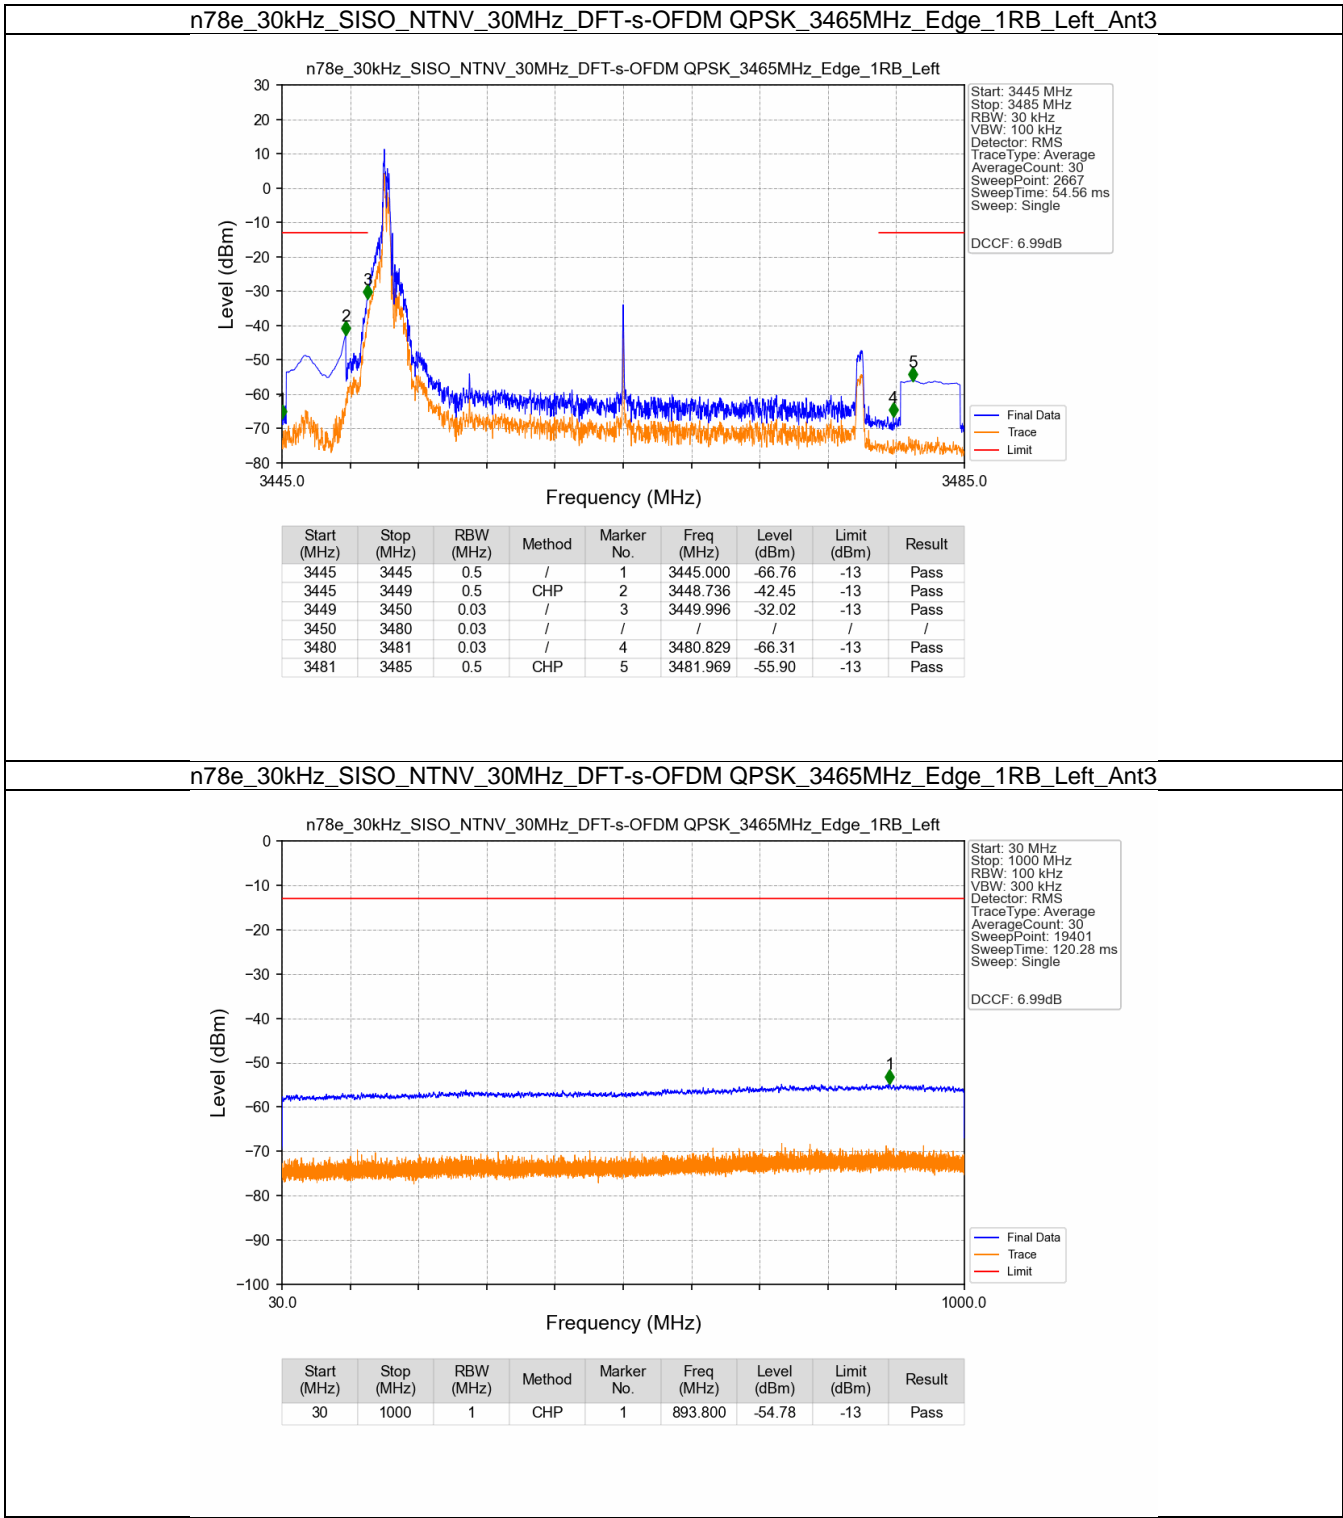 n78e_30kHz_SISO_NTNV_30MHz_DFT-s-OFDM QPSK_3465MHz_Edge_1RB_Left_Ant3
n78e_30kHz_SISO_NTNV_30MHz_DFT-s-OFDM QPSK_3465MHz_Edge_1RB_Left
30
20
10
0
−10
−20
−30
−40
−50
−60
−70
−80
Level (dBm)
2
3
4
5
3445.0
3485.0
Frequency (MHz)
Start: 3445 MHz
Stop: 3485 MHz
RBW: 30 kHz
VBW: 100 kHz
Detector: RMS
TraceType: Average
AverageCount: 30
SweepPoint: 2667
SweepTime: 54.56 ms
Sweep: Single
DCCF: 6.99dB
Final Data
Trace
Limit
Start (MHz) Stop (MHz) RBW (MHz) Method Marker No. Freq (MHz) Level (dBm) Limit (dBm) Result
3445 3445 0.5 / 1 3445.000 -66.76 -13 Pass
3445 3449 0.5 CHP 2 3448.736 -42.45 -13 Pass
3449 3450 0.03 / 3 3449.996 -32.02 -13 Pass
3450 3480 0.03 / / / / / /
3480 3481 0.03 / 4 3480.829 -66.31 -13 Pass
3481 3485 0.5 CHP 5 3481.969 -55.90 -13 Pass
n78e_30kHz_SISO_NTNV_30MHz_DFT-s-OFDM QPSK_3465MHz_Edge_1RB_Left_Ant3
n78e_30kHz_SISO_NTNV_30MHz_DFT-s-OFDM QPSK_3465MHz_Edge_1RB_Left
0
−10
−20
−30
−40
−50
−60
−70
−80
−90
−100
Level (dBm)
1
30.0
1000.0
Frequency (MHz)
Start: 30 MHz
Stop: 1000 MHz
RBW: 100 kHz
VBW: 300 kHz
Detector: RMS
TraceType: Average
AverageCount: 30
SweepPoint: 19401
SweepTime: 120.28 ms
Sweep: Single
DCCF: 6.99dB
Final Data
Trace
Limit
Start (MHz) Stop (MHz) RBW (MHz) Method Marker No. Freq (MHz) Level (dBm) Limit (dBm) Result
30 1000 1 CHP 1 893.800 -54.78 -13 Pass